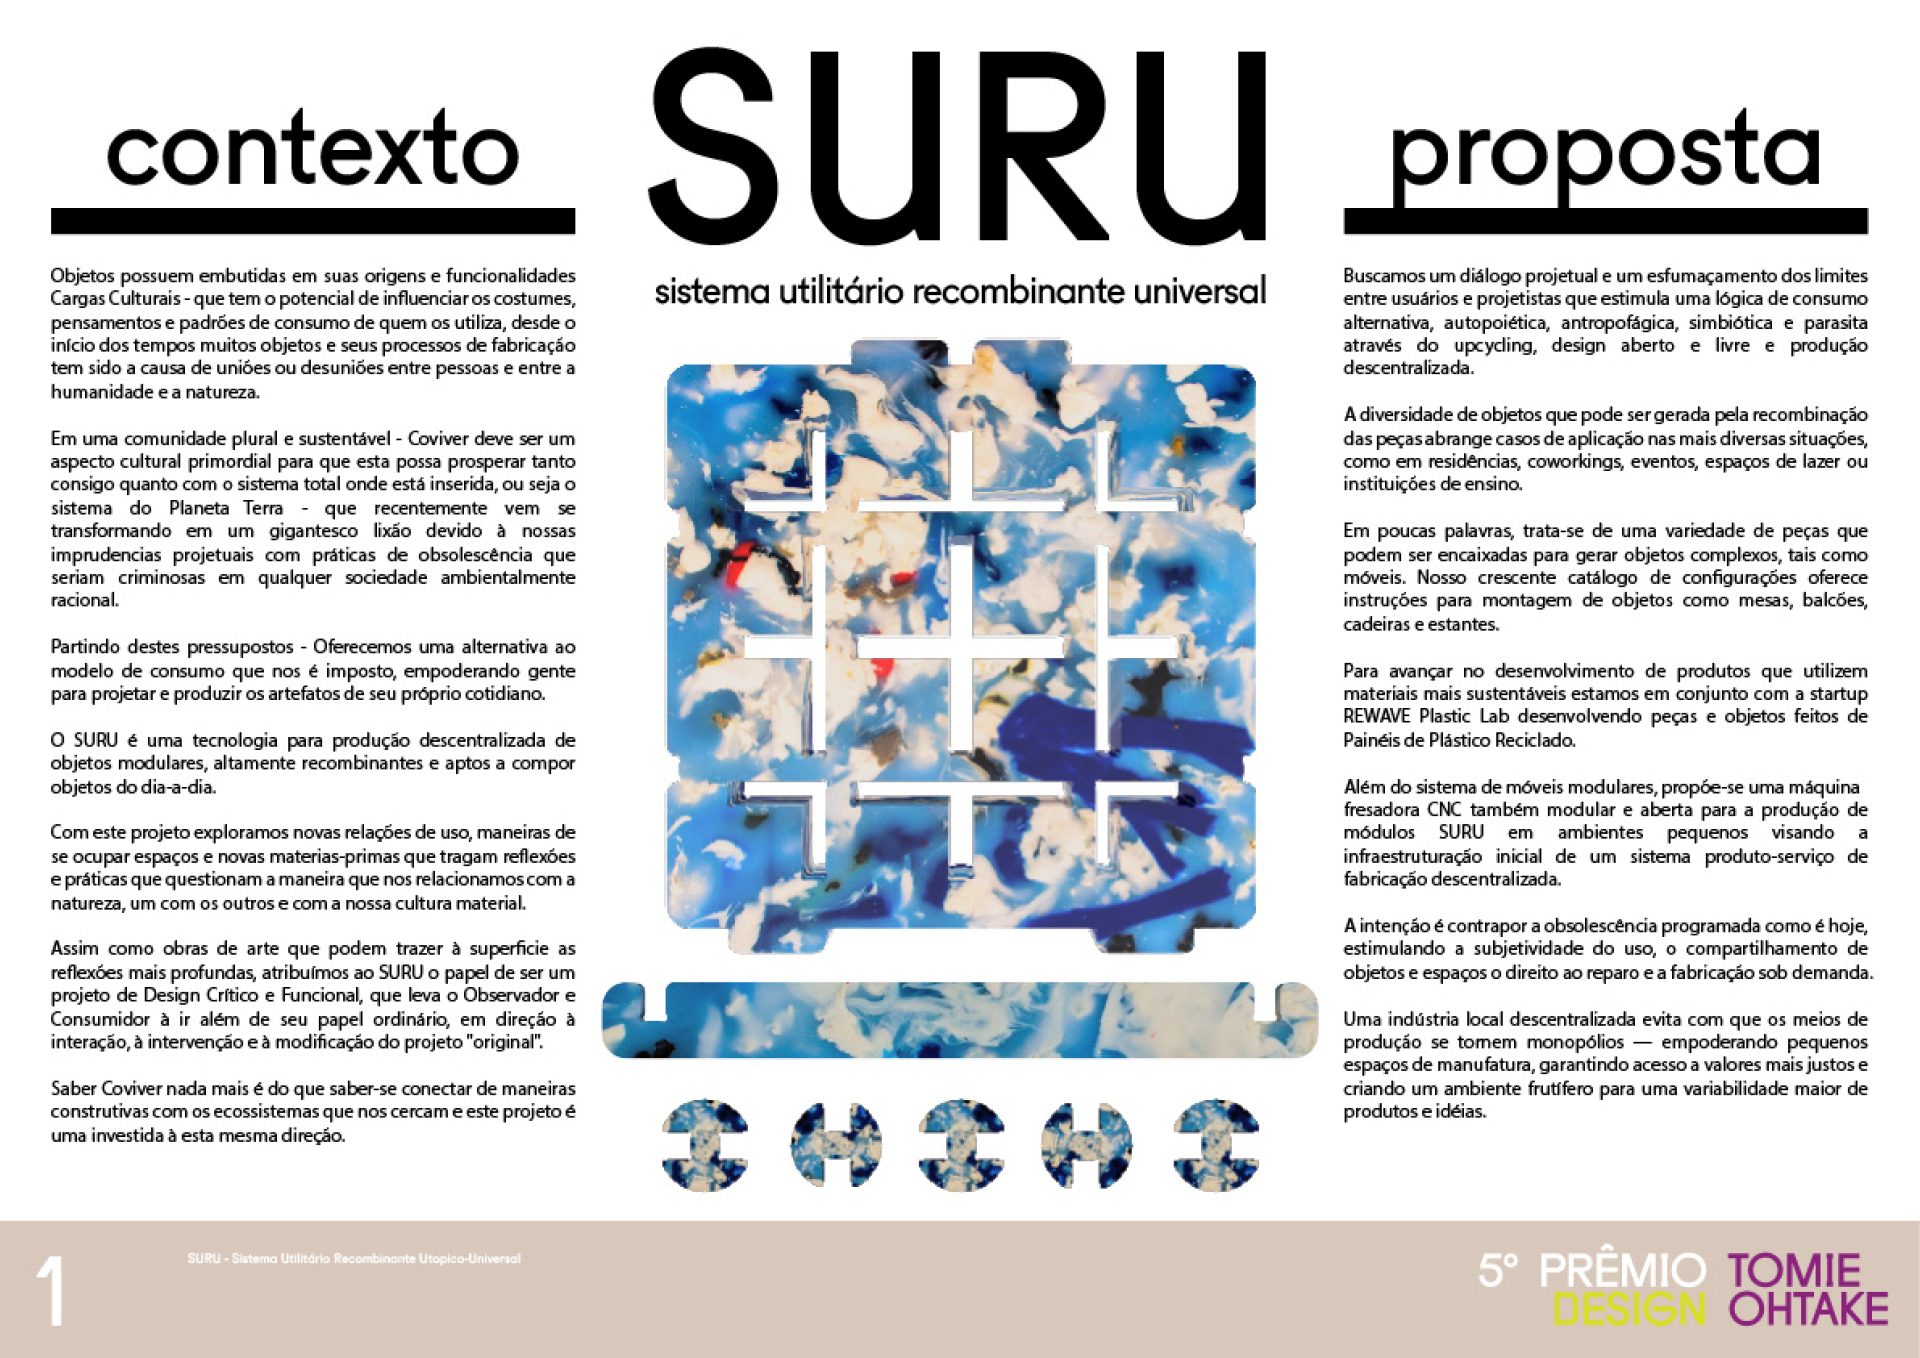 contexto
Objetos possuem embutidas em suas origens e funcionalidades
Cargas Culturais - que tem o potencial de influenciar os costumes,
pensamentos e padrões de consumo de quem os utiliza, desde o
início dos tempos muitos objetos e seus processos de fabricação
tem sido a causa de uniões ou desuniões entre pessoas e entre a
humanidade e a natureza.
Em uma comunidade plural e sustentável - Coviver deve ser um
aspecto cultural primordial para que esta possa prosperar tanto
consigo quanto com o sistema total onde está inserida, ou seja o
sistema do Planeta Terra - que recentemente vem se
transformando em um gigantesco lixão devido à nossas
imprudencias projetuais com práticas de obsolescência que
seriam criminosas em qualquer sociedade ambientalmente
racional.
Partindo destes pressupostos - Oferecemos uma alternativa ao
modelo de consumo que nos é imposto, empoderando gente
para projetar e produzir os artefatos de seu próprio cotidiano.
O SURU é uma tecnologia para produção descentralizada de
objetos modulares, altamente recombinantes e aptos a compor
objetos do dia-a-dia.
Com este projeto exploramos novas relações de uso, maneiras de
se ocupar espaços e novas materias-primas que tragam reflexões
e práticas que questionam a maneira que nos relacionamos com a
natureza, um com os outros e com a nossa cultura material.
Assim como obras de arte que podem trazer à superficie as
reflexões mais profundas, atribuímos ao SURU o papel de ser um
projeto de Design Crítico e Funcional, que leva o Observador e
Consumidor à ir além de seu papel ordinário, em direção à
interação, à intervenção e à modificação do projeto "original".
Saber Coviver nada mais é do que saber-se conectar de maneiras
construtivas com os ecossistemas que nos cercam e este projeto é
uma investida à esta mesma direção.
SURU
sistema utilitário recombinante universal
proposta
Buscamos um diálogo projetual e um esfumaçamento dos limites
entre usuários e projetistas que estimula uma lógica de consumo
alternativa, autopoiética, antropofágica, simbiótica e parasita
através do upcycling, design aberto e livre e produção
descentralizada.
A diversidade de objetos que pode ser gerada pela recombinação
das peças abrange casos de aplicação nas mais diversas situações,
como em residências, coworkings, eventos, espaços de lazer ou
instituições de ensino.
Em poucas palavras, trata-se de uma variedade de peças que
podem ser encaixadas para gerar objetos complexos, tais como
móveis. Nosso crescente catálogo de configurações oferece
instruções para montagem de objetos como mesas, balcões,
cadeiras e estantes.
Para avançar no desenvolvimento de produtos que utilizem
materiais mais sustentáveis estamos em conjunto com a startup
REWAVE Plastic Lab desenvolvendo peças e objetos feitos de
Painéis de Plástico Reciclado.
Além do sistema de móveis modulares, propõe-se uma máquina
fresadora CNC também modular e aberta para a produção de
módulos SURU em ambientes pequenos visando a
infraestruturação inicial de um sistema produto-serviço de
fabricação descentralizada.
A intenção é contrapor a obsolescência programada como é hoje,
estimulando a subjetividade do uso, o compartilhamento de
objetos e espaços o direito ao reparo e a fabricação sob demanda.
Uma indústria local descentralizada evita com que os meios de
produção se tornem monopólios — empoderando pequenos
espaços de manufatura, garantindo acesso a valores mais justos e
criando um ambiente frutífero para uma variabilidade maior de
produtos e idéias.
1
SURU - Sistema Utilitário Recombinante Utopico-Universal
5º PRÊMIO DESIGN
TOMIE OHTAKE